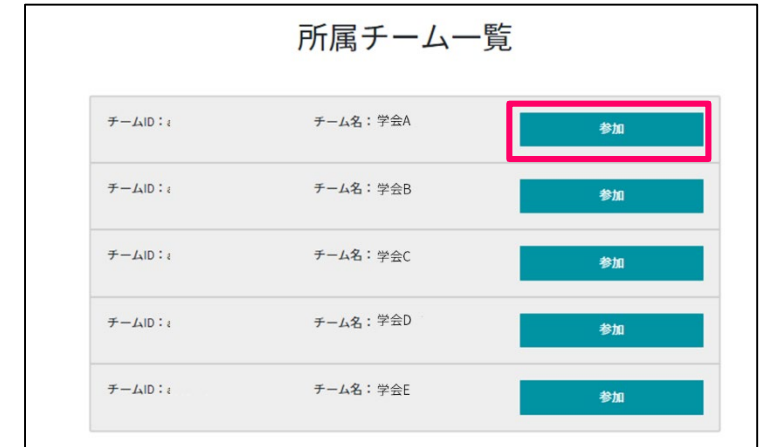 所属チーム一覧
チームID： チーム名：学会A 参加
チームID： チーム名：学会B 参加
チームID： チーム名：学会C 参加
チームID： チーム名：学会D 参加
チームID： チーム名：学会E 参加